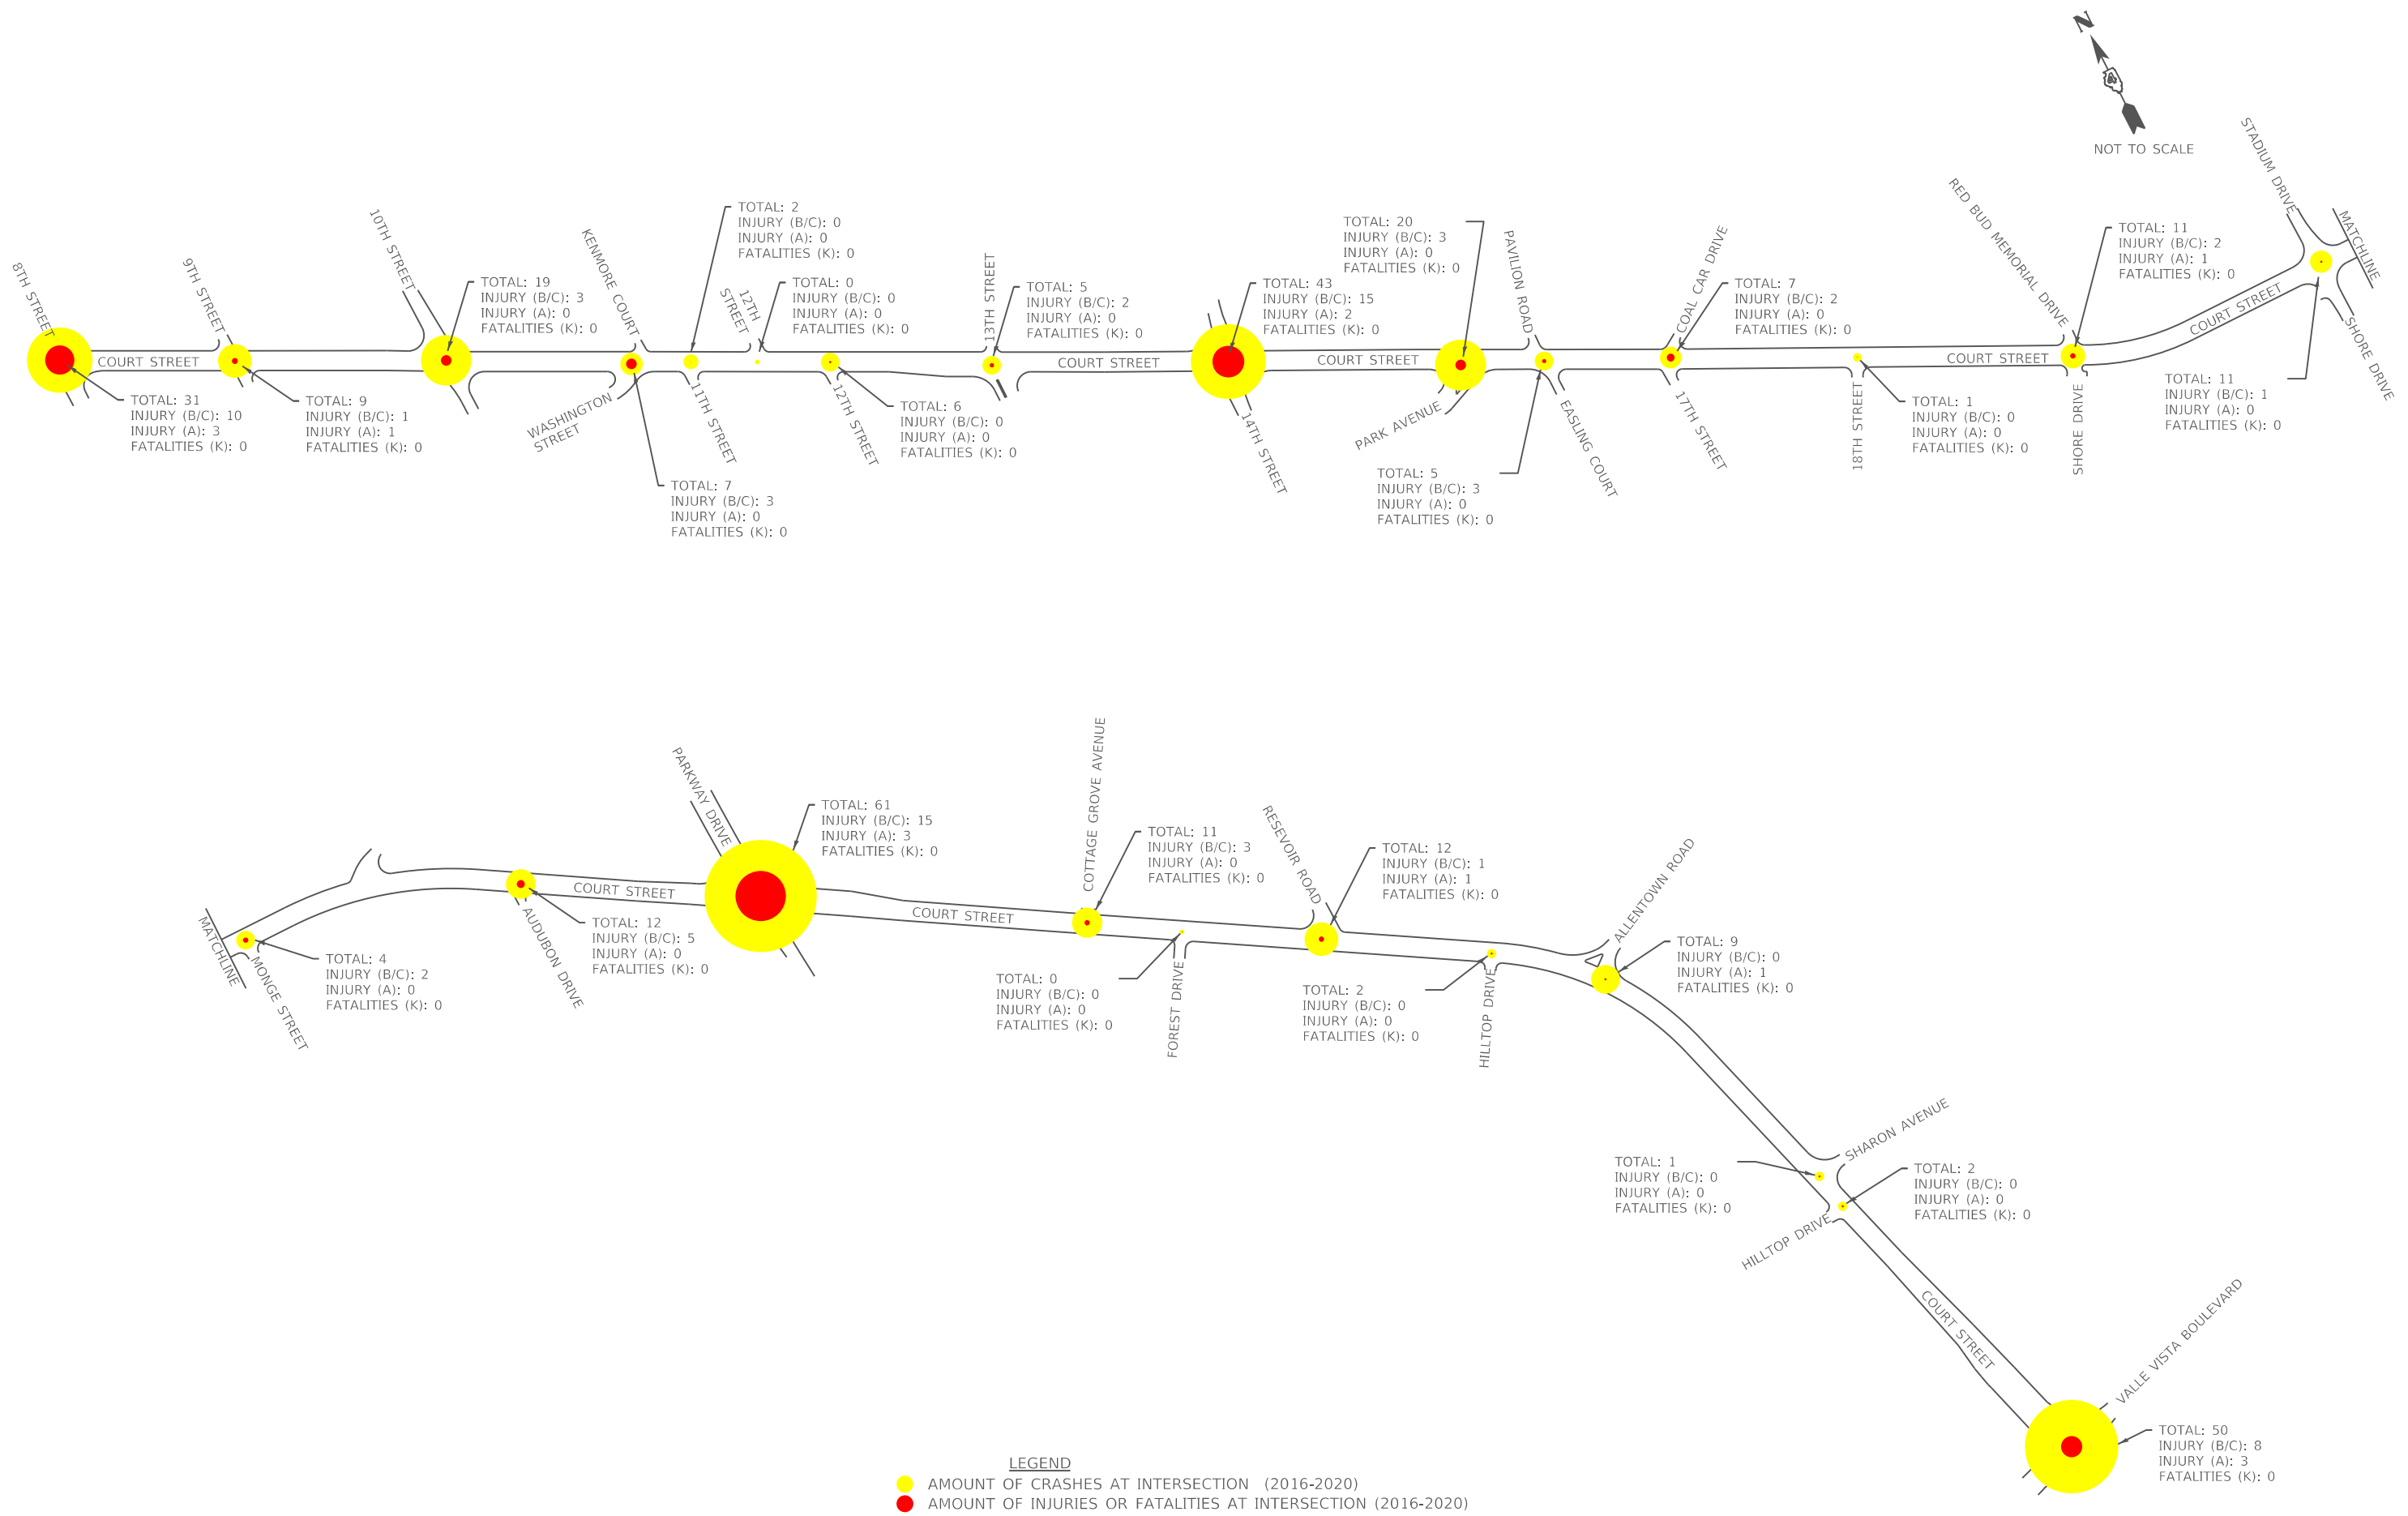 N
NOT TO SCALE
8TH STREET
COURT STREET
TOTAL: 31
INJURY (B/C): 10
INJURY (A): 3
FATALITIES (K): 0
9TH STREET
TOTAL: 9
INJURY (B/C): 1
INJURY (A): 1
FATALITIES (K): 0
10TH STREET
TOTAL: 19
INJURY (B/C): 3
INJURY (A): 0
FATALITIES (K): 0
KENMORE COURT
WASHINGTON
STREET
TOTAL: 7
INJURY (B/C): 3
INJURY (A): 0
FATALITIES (K): 0
TOTAL: 2
INJURY (B/C): 0
INJURY (A): 0
FATALITIES (K): 0
11TH STREET
12TH
STREET
TOTAL: 0
INJURY (B/C): 0
INJURY (A): 0
FATALITIES (K): 0
12TH STREET
TOTAL: 6
INJURY (B/C): 0
INJURY (A): 0
FATALITIES (K): 0
13TH STREET
TOTAL: 5
INJURY (B/C): 2
INJURY (A): 0
FATALITIES (K): 0
COURT STREET
TOTAL: 43
INJURY (B/C): 15
INJURY (A): 2
FATALITIES (K): 0
14TH STREET
COURT STREET
TOTAL: 20
INJURY (B/C): 3
INJURY (A): 0
FATALITIES (K): 0
PARK AVENUE
PAVILION ROAD
EASLING COURT
TOTAL: 5
INJURY (B/C): 3
INJURY (A): 0
FATALITIES (K): 0
COAL CAR DRIVE
17TH STREET
TOTAL: 7
INJURY (B/C): 2
INJURY (A): 0
FATALITIES (K): 0
18TH STREET
TOTAL: 1
INJURY (B/C): 0
INJURY (A): 0
FATALITIES (K): 0
COURT STREET
RED BUD MEMORIAL DRIVE
SHORE DRIVE
TOTAL: 11
INJURY (B/C): 2
INJURY (A): 1
FATALITIES (K): 0
COURT STREET
STADIUM DRIVE
MATCHLINE
SHORE DRIVE
TOTAL: 11
INJURY (B/C): 1
INJURY (A): 0
FATALITIES (K): 0
MATCHLINE
MONGE STREET
TOTAL: 4
INJURY (B/C): 2
INJURY (A): 0
FATALITIES (K): 0
AUDUBON DRIVE
COURT STREET
TOTAL: 12
INJURY (B/C): 5
INJURY (A): 0
FATALITIES (K): 0
PARKWAY DRIVE
TOTAL: 61
INJURY (B/C): 15
INJURY (A): 3
FATALITIES (K): 0
COURT STREET
COTTAGE GROVE AVENUE
TOTAL: 11
INJURY (B/C): 3
INJURY (A): 0
FATALITIES (K): 0
TOTAL: 0
INJURY (B/C): 0
INJURY (A): 0
FATALITIES (K): 0
FOREST DRIVE
RESEVOIR ROAD
TOTAL: 12
INJURY (B/C): 1
INJURY (A): 1
FATALITIES (K): 0
TOTAL: 2
INJURY (B/C): 0
INJURY (A): 0
FATALITIES (K): 0
HILLTOP DRIVE
ALLENTOWN ROAD
TOTAL: 9
INJURY (B/C): 0
INJURY (A): 1
FATALITIES (K): 0
SHARON AVENUE
TOTAL: 1
INJURY (B/C): 0
INJURY (A): 0
FATALITIES (K): 0
TOTAL: 2
INJURY (B/C): 0
INJURY (A): 0
FATALITIES (K): 0
HILLTOP DRIVE
COURT STREET
VALLE VISTA BOULEVARD
TOTAL: 50
INJURY (B/C): 8
INJURY (A): 3
FATALITIES (K): 0
LEGEND
AMOUNT OF CRASHES AT INTERSECTION (2016-2020)
AMOUNT OF INJURIES OR FATALITIES AT INTERSECTION (2016-2020)